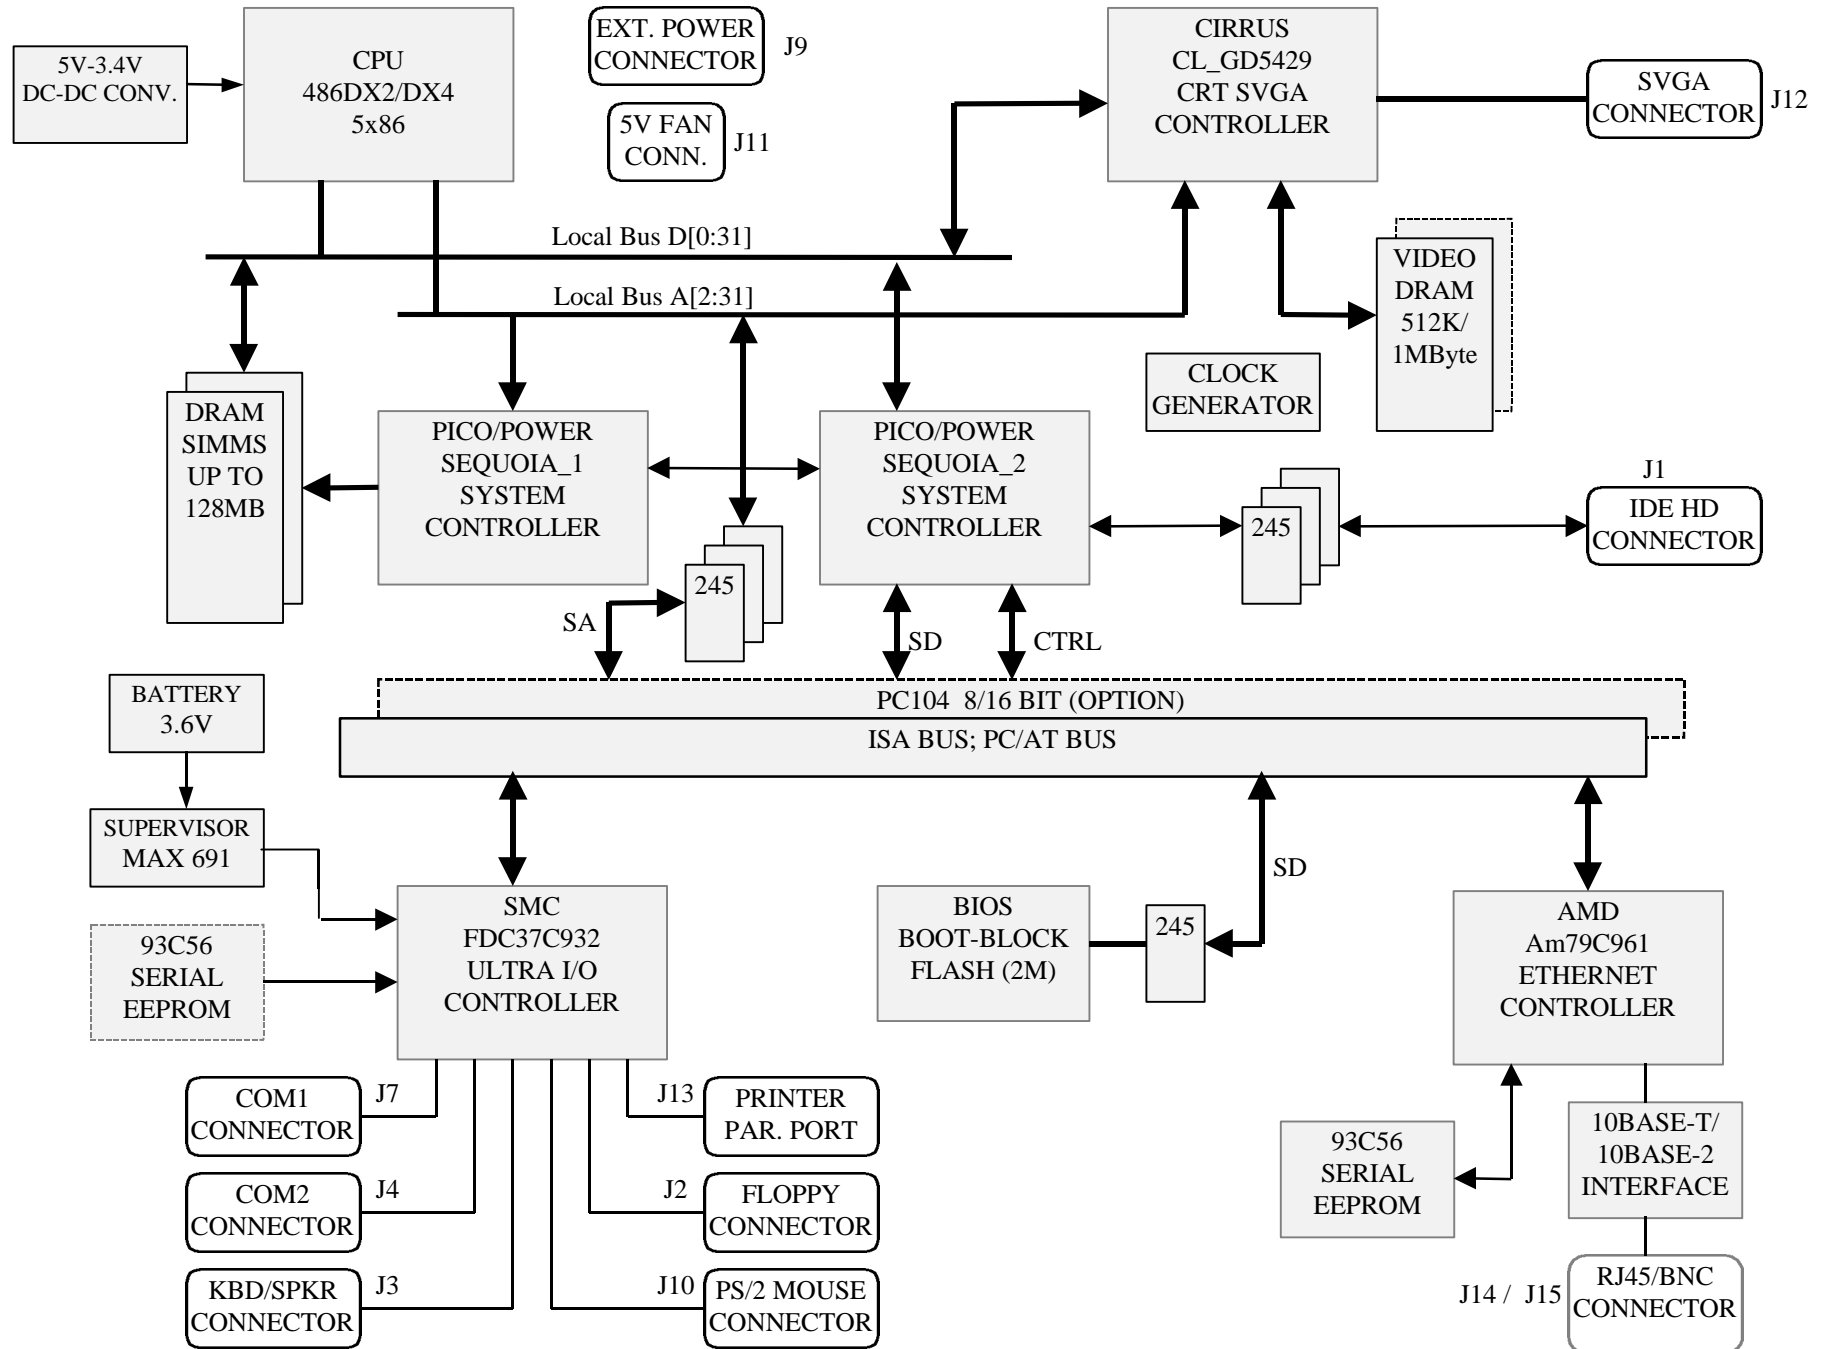 5V-3.4V
DC-DC CONV.
CPU
486DX2/DX4
5x86
EXT. POWER
CONNECTOR
J9
5V FAN
CONN.
J11
CIRRUS
CL_GD5429
CRT SVGA
CONTROLLER
SVGA
CONNECTOR
J12
Local Bus D[0:31]
Local Bus A[2:31]
VIDEO
DRAM
512K/
1MByte
CLOCK
GENERATOR
DRAM
SIMMS
UP TO
128MB
PICO/POWER
SEQUOIA_1
SYSTEM
CONTROLLER
PICO/POWER
SEQUOIA_2
SYSTEM
CONTROLLER
J1
IDE HD
CONNECTOR
245
245
SA
SD
CTRL
BATTERY
3.6V
PC104 8/16 BIT (OPTION)
ISA BUS; PC/AT BUS
SUPERVISOR
MAX 691
SD
93C56
SERIAL
EEPROM
SMC
FDC37C932
ULTRA I/O
CONTROLLER
BIOS
BOOT-BLOCK
FLASH (2M)
245
AMD
Am79C961
ETHERNET
CONTROLLER
COM1
CONNECTOR
J7
J13
PRINTER
PAR. PORT
COM2
CONNECTOR
J4
J2
FLOPPY
CONNECTOR
KBD/SPKR
CONNECTOR
J3
J10
PS/2 MOUSE
CONNECTOR
93C56
SERIAL
EEPROM
10BASE-T/
10BASE-2
INTERFACE
J14 / J15
RJ45/BNC
CONNECTOR